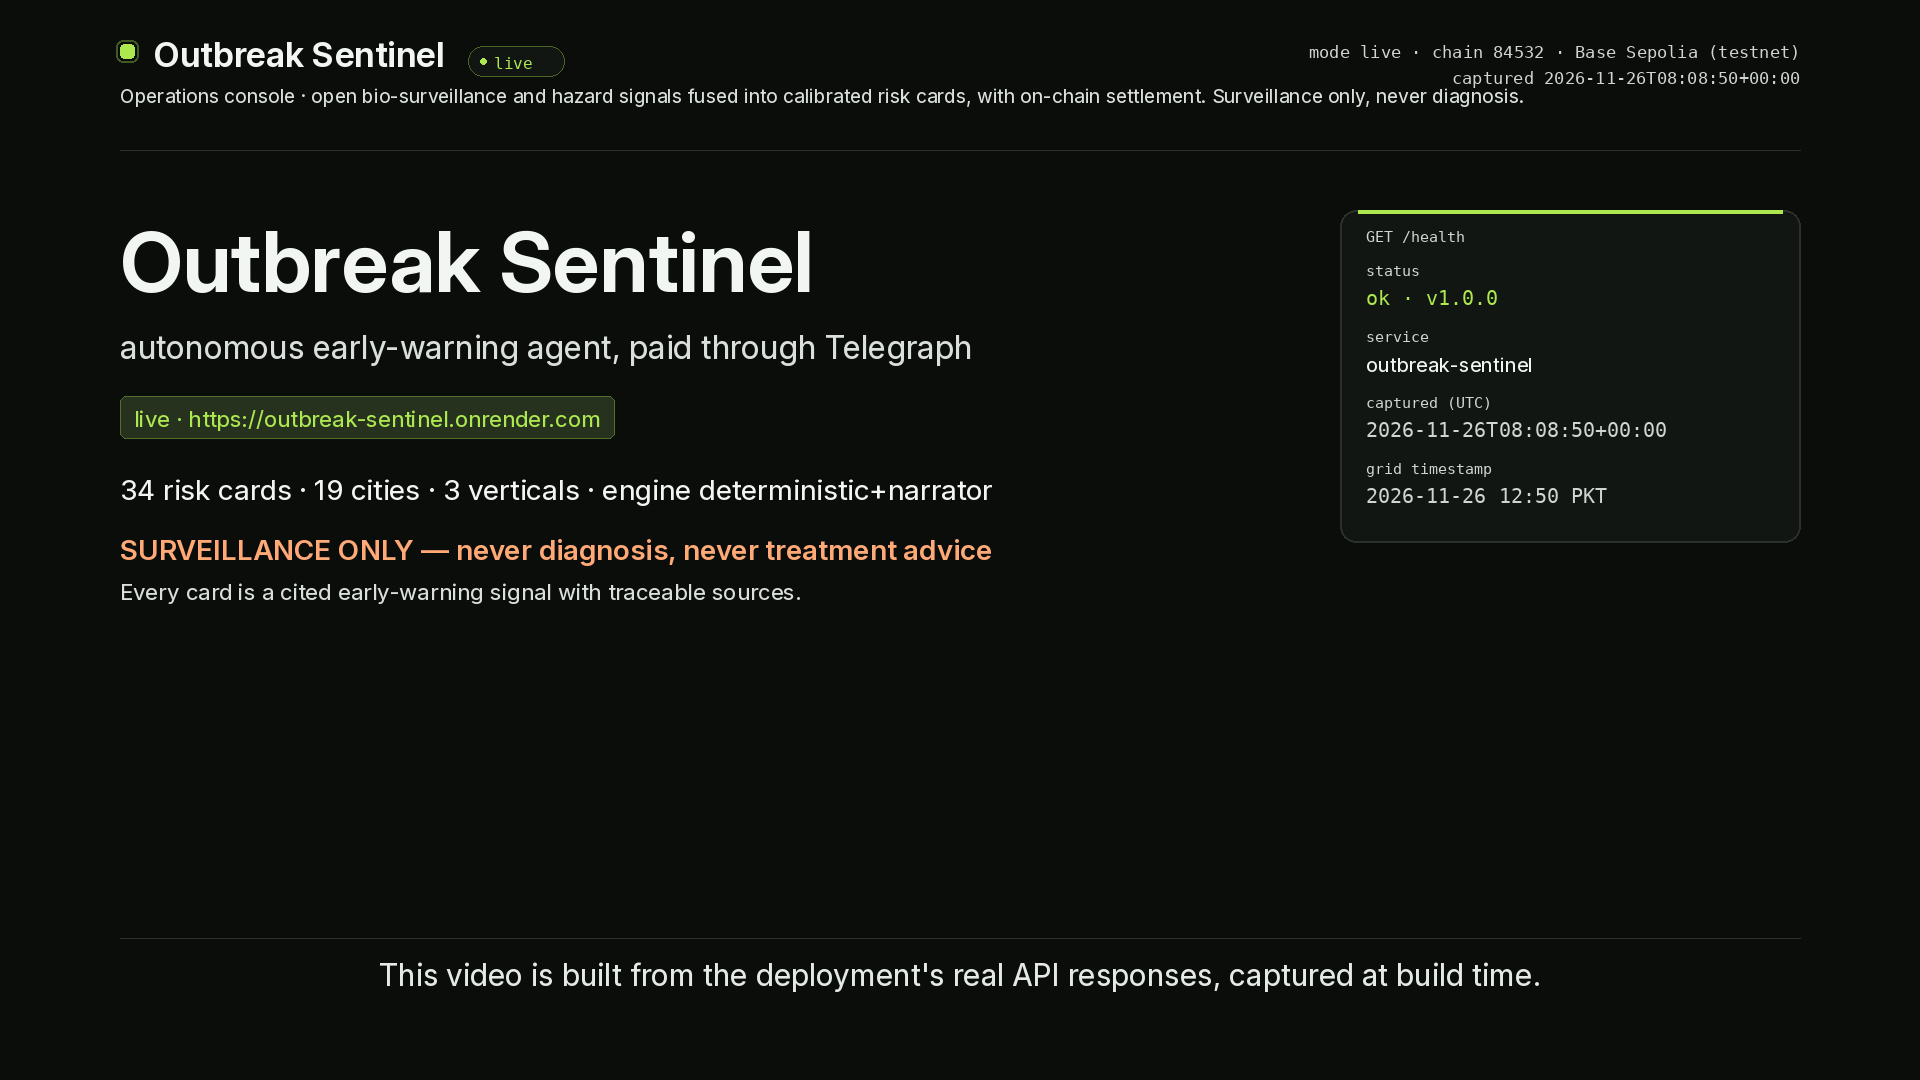 Outbreak Sentinel
live
mode live · chain 84532 · Base Sepolia (testnet)
captured 2026-11-26T08:08:50+00:00
Operations console · open bio-surveillance and hazard signals fused into calibrated risk cards, with on-chain settlement. Surveillance only, never diagnosis.
Outbreak Sentinel
autonomous early-warning agent, paid through Telegraph
live · https://outbreak-sentinel.onrender.com
34 risk cards · 19 cities · 3 verticals · engine deterministic+narrator
SURVEILLANCE ONLY — never diagnosis, never treatment advice
Every card is a cited early-warning signal with traceable sources.
GET /health
status
ok · v1.0.0
service
outbreak-sentinel
captured (UTC)
2026-11-26T08:08:50+00:00
grid timestamp
2026-11-26 12:50 PKT
This video is built from the deployment's real API responses, captured at build time.